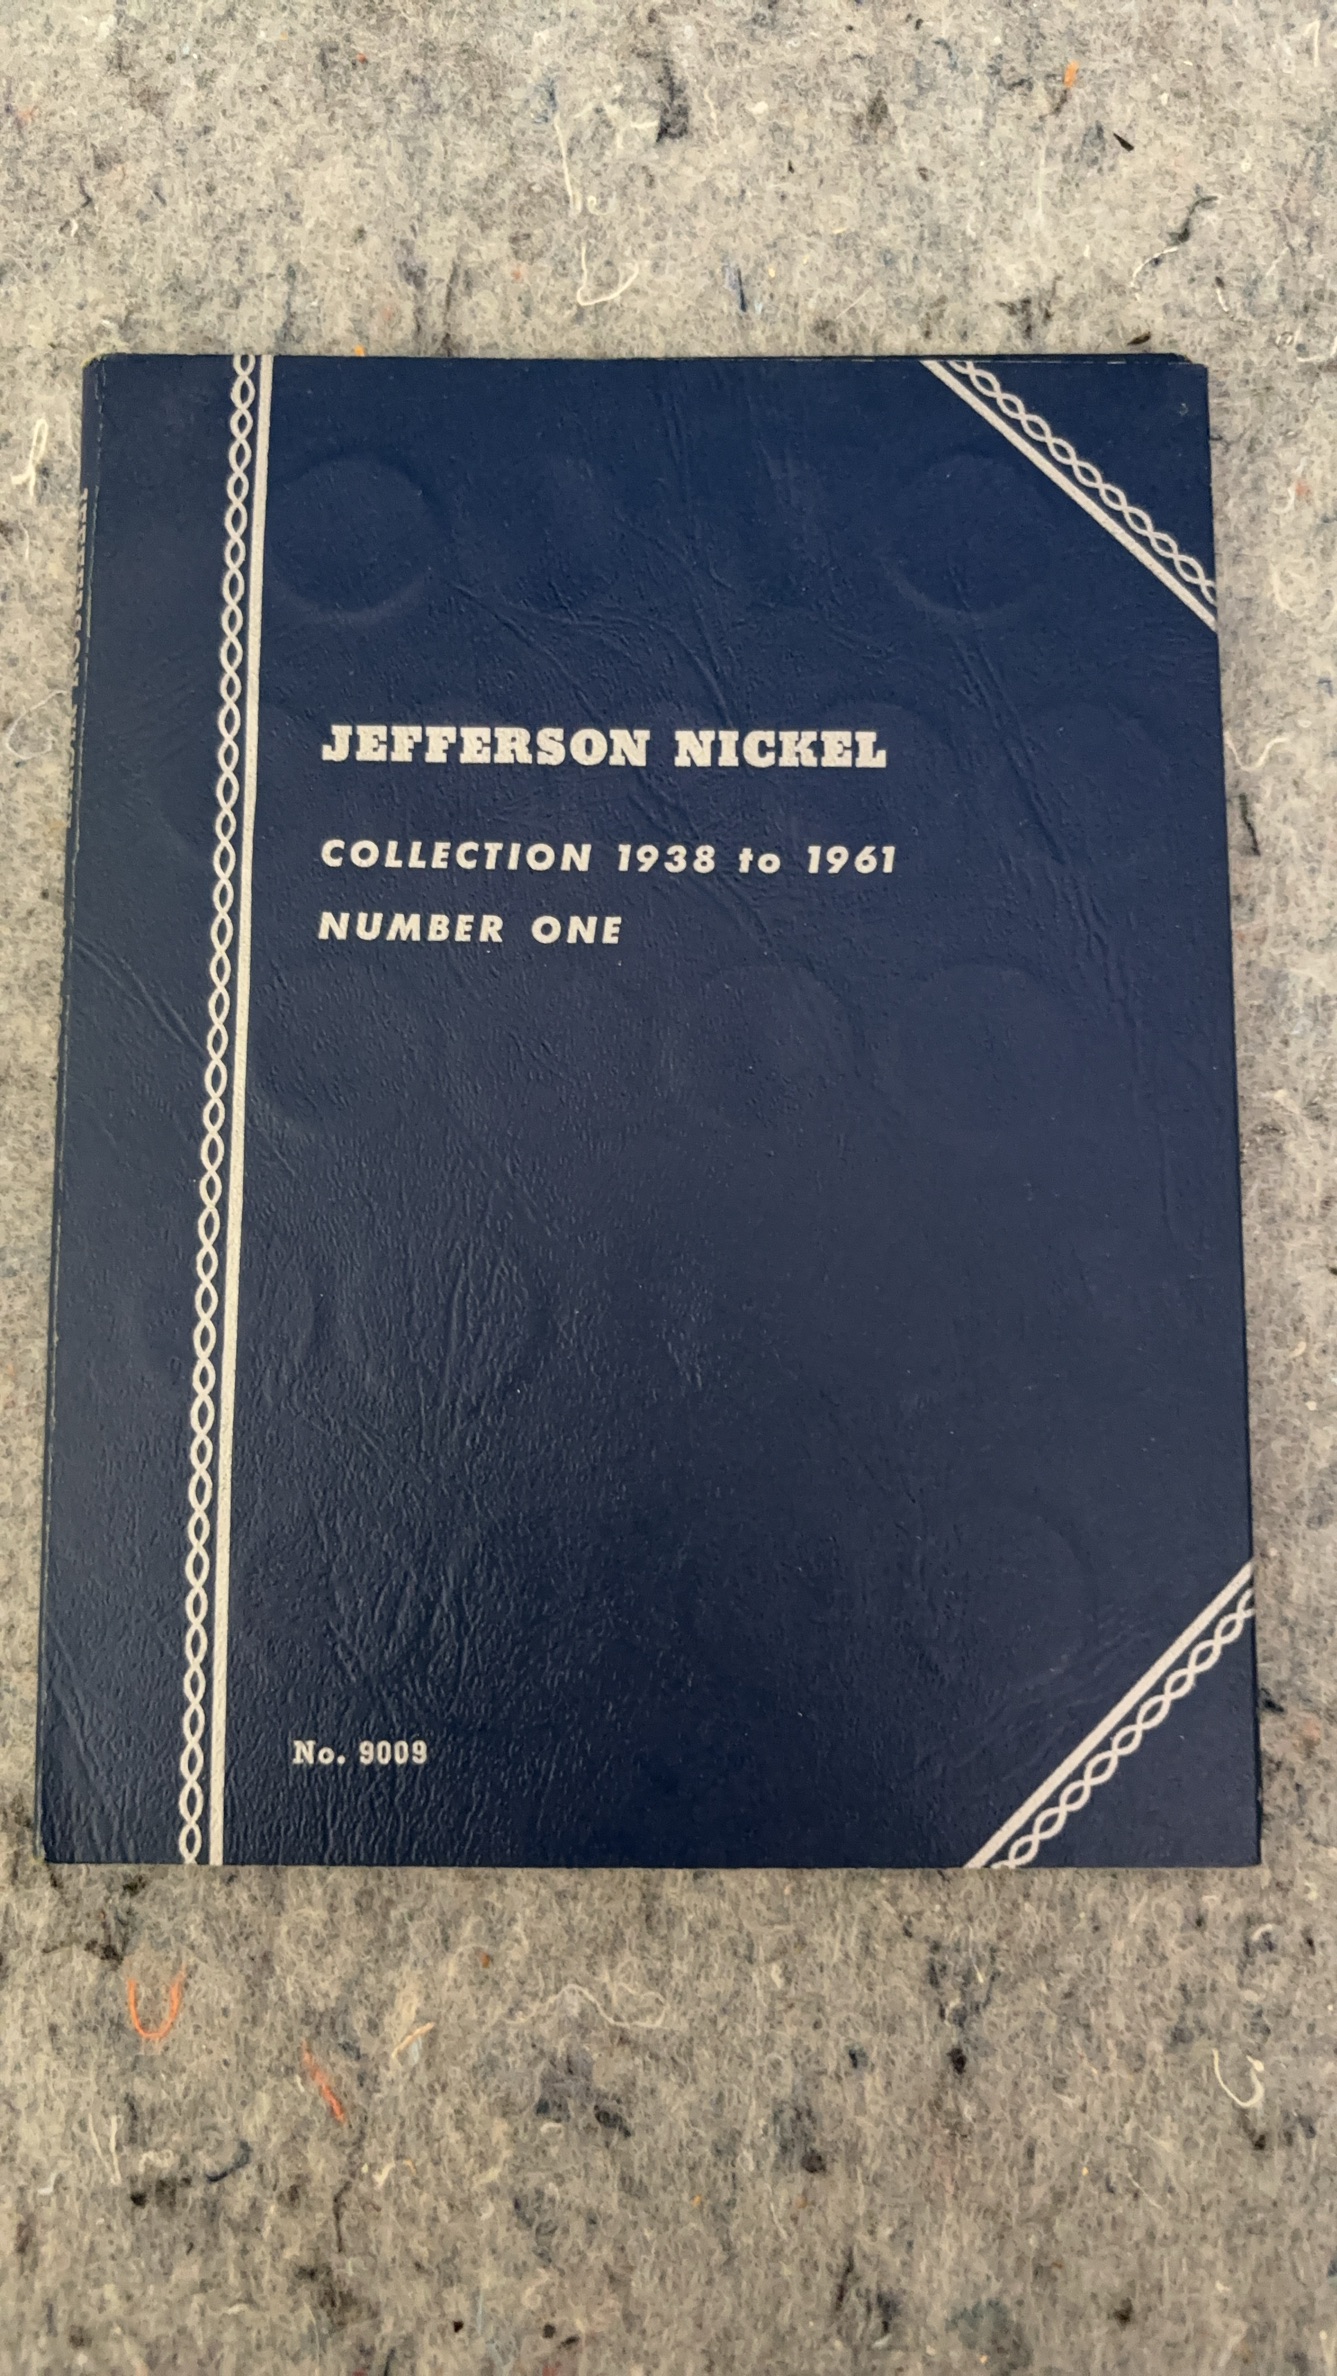 JEFFERSON NICKEL
COLLECTION 1938 to 1961
NUMBER ONE
No. 9009